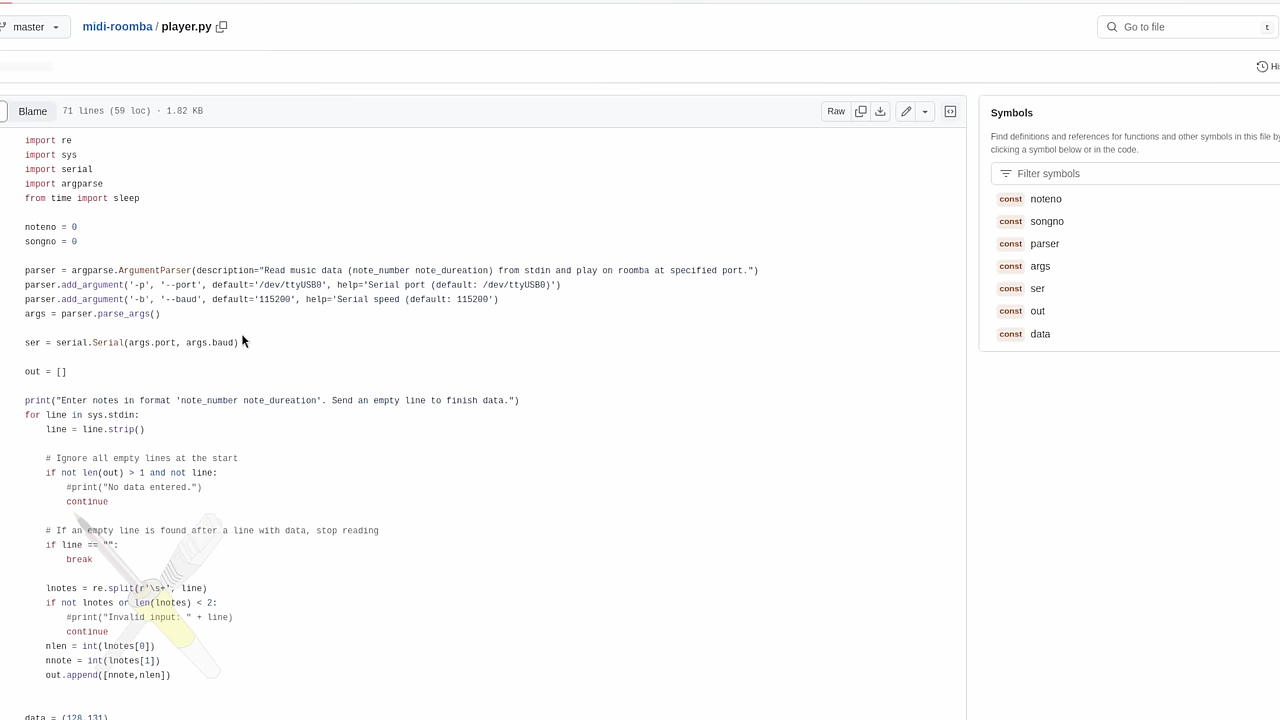 master
midi-roomba / player.py
Go to file
t
Blame
71 lines (59 loc) · 1.82 KB
Raw
import re
import sys
import serial
import argparse
from time import sleep
noteno = 0
songno = 0
parser = argparse.ArgumentParser(description="Read music data (note_number note_dureation) from stdin and play on roomba at specified port.")
parser.add_argument('-p', '--port', default='/dev/ttyUSB0', help='Serial port (default: /dev/ttyUSB0)')
parser.add_argument('-b', '--baud', default='115200', help='Serial speed (default: 115200')
args = parser.parse_args()
ser = serial.Serial(args.port, args.baud)
out = []
print("Enter notes in format 'note_number note_dureation'. Send an empty line to finish data.")
for line in sys.stdin:
    line = line.strip()
    # Ignore all empty lines at the start
    if not len(out) > 1 and not line:
        #print("No data entered.")
        continue
    # If an empty line is found after a line with data, stop reading
    if line == "":
        break
    lnotes = re.split(r'\s+', line)
    if not lnotes or len(lnotes) < 2:
        #print("Invalid input: " + line)
        continue
    nlen = int(lnotes[0])
    nnote = int(lnotes[1])
    out.append([nnote,nlen])
data = (128,131)
Symbols
Find definitions and references for functions and other symbols in this file by
clicking a symbol below or in the code.
Filter symbols
const noteno
const songno
const parser
const args
const ser
const out
const data